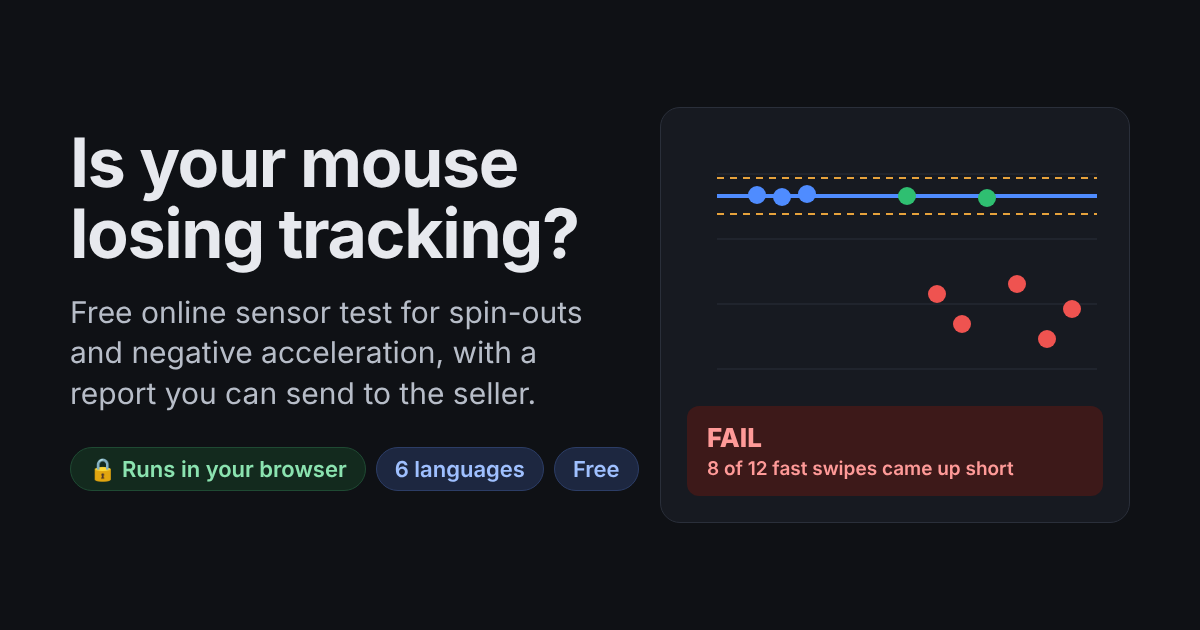 Is your mouse
losing tracking?
Free online sensor test for spin-outs
and negative acceleration, with a
report you can send to the seller.
🔒 Runs in your browser
6 languages
Free
FAIL
8 of 12 fast swipes came up short